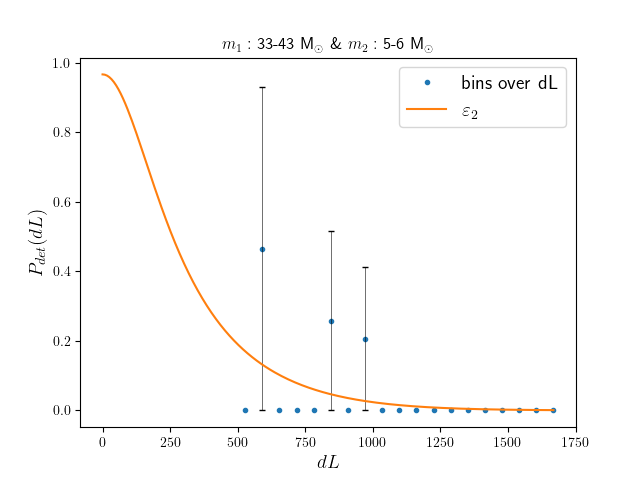 m₁ : 33-43 M⊙ & m₂ : 5-6 M⊙
bins over dL
ε₂
P_det(dL)
1.0
0.8
0.6
0.4
0.2
0.0
0 250 500 750 1000 1250 1500 1750
dL